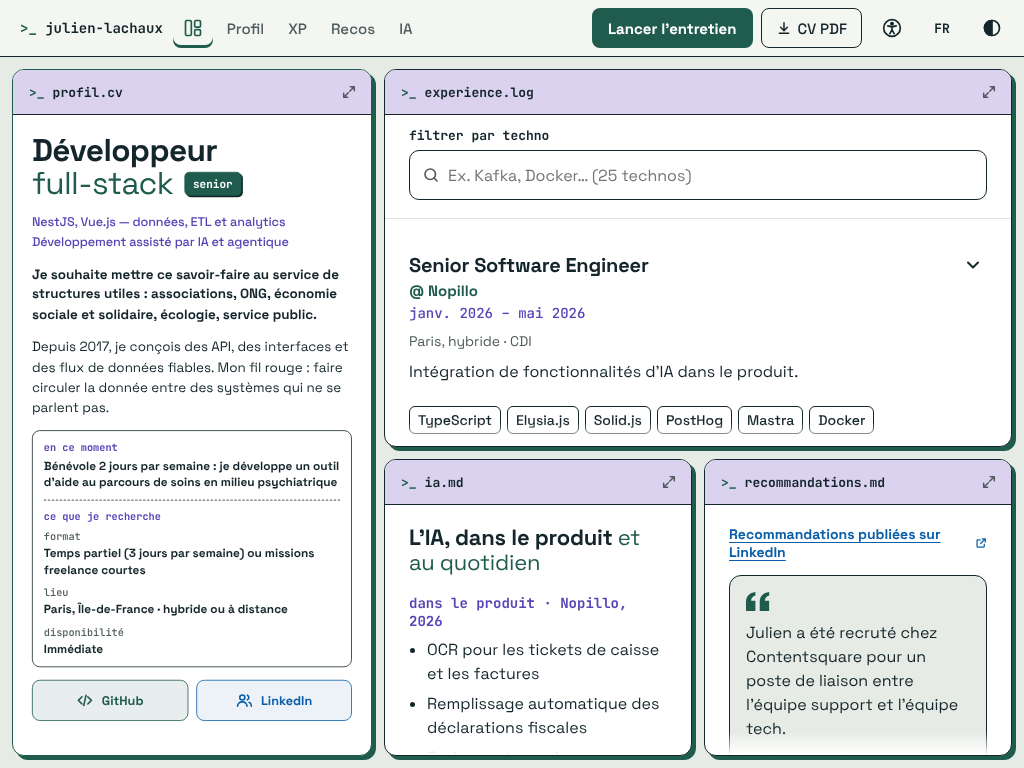 >_ julien-lachaux
Profil
XP
Recos
IA
Lancer l'entretien
CV PDF
FR
>_ profil.cv
Développeur
full-stack senior
NestJS, Vue.js — données, ETL et analytics
Développement assisté par IA et agentique
Je souhaite mettre ce savoir-faire au service de
structures utiles : associations, ONG, économie
sociale et solidaire, écologie, service public.
Depuis 2017, je conçois des API, des interfaces et
des flux de données fiables. Mon fil rouge : faire
circuler la donnée entre des systèmes qui ne se
parlent pas.
en ce moment
Bénévole 2 jours par semaine : je développe un outil
d'aide au parcours de soins en milieu psychiatrique
ce que je recherche
format
Temps partiel (3 jours par semaine) ou missions
freelance courtes
lieu
Paris, Île-de-France · hybride ou à distance
disponibilité
Immédiate
GitHub
LinkedIn
>_ experience.log
filtrer par techno
Ex. Kafka, Docker… (25 technos)
Senior Software Engineer
@ Nopillo
janv. 2026 – mai 2026
Paris, hybride · CDI
Intégration de fonctionnalités d'IA dans le produit.
TypeScript
Elysia.js
Solid.js
PostHog
Mastra
Docker
>_ ia.md
L'IA, dans le produit et
au quotidien
dans le produit · Nopillo,
2026
• OCR pour les tickets de caisse
et les factures
• Remplissage automatique des
déclarations fiscales
>_ recommandations.md
Recommandations publiées sur
LinkedIn
Julien a été recruté chez
Contentsquare pour un
poste de liaison entre
l'équipe support et l'équipe
tech.